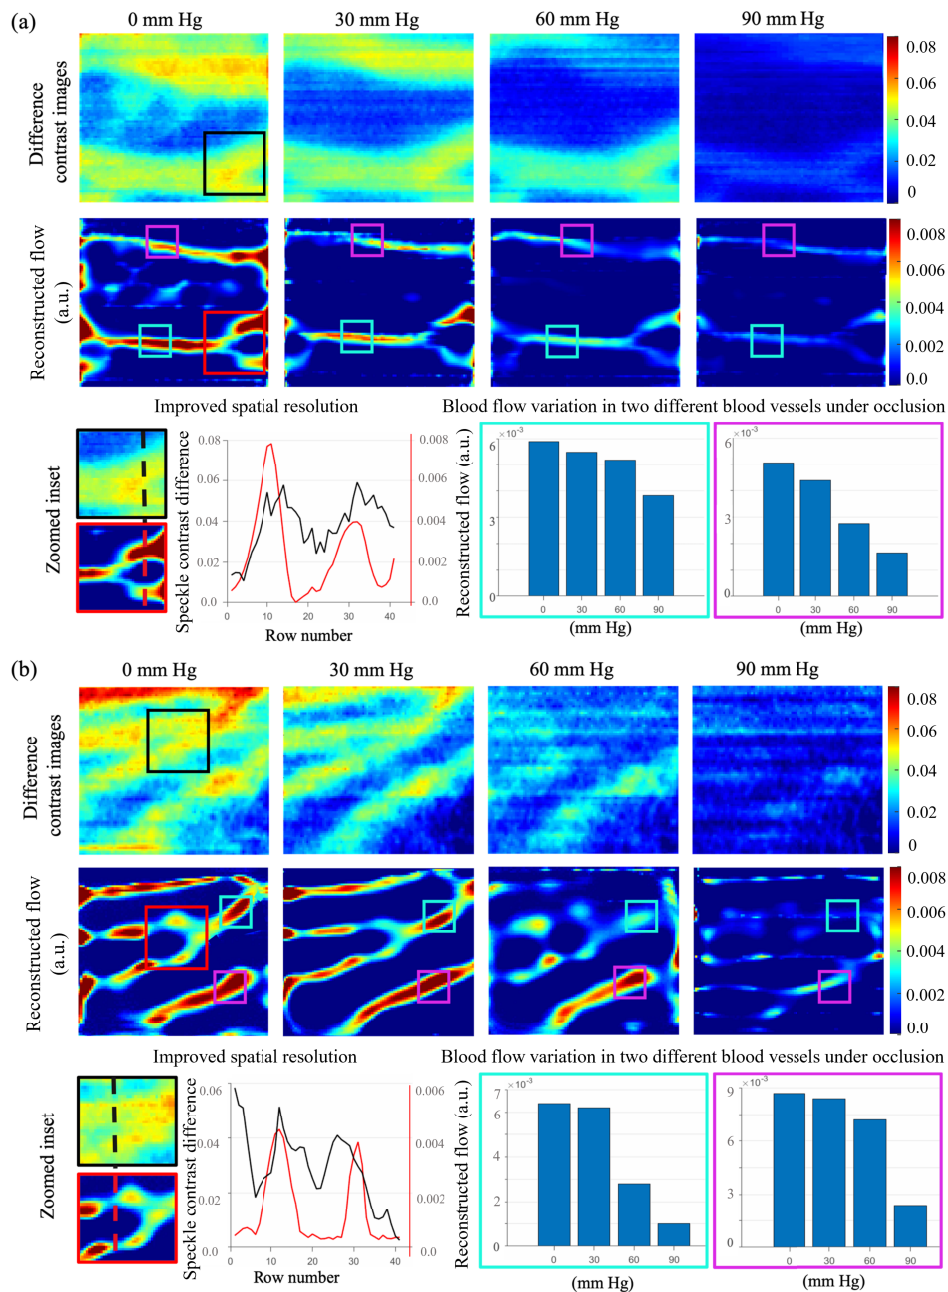 (a)
0 mm Hg 30 mm Hg 60 mm Hg 90 mm Hg
Difference
contrast images
0.08
0.06
0.04
0.02
0
Reconstructed flow
(a.u.)
0.008
0.006
0.004
0.002
0.0
Improved spatial resolution
Blood flow variation in two different blood vessels under occlusion
Zoomed inset
Speckle contrast difference
0.08
0.06
0.04
0.02
0.0
0.008
0.006
0.004
0.002
0.0
0 10 20 30 40
Row number
Reconstructed flow (a.u.)
×10⁻³
6
3
0
0 30 60 90
(mm Hg)
×10⁻³
6
3
0
0 30 60 90
(mm Hg)
(b)
0 mm Hg 30 mm Hg 60 mm Hg 90 mm Hg
Difference
contrast images
0.08
0.06
0.04
0.02
0
Reconstructed flow
(a.u.)
0.008
0.006
0.004
0.002
0.0
Improved spatial resolution
Blood flow variation in two different blood vessels under occlusion
Zoomed inset
Speckle contrast difference
0.06
0.04
0.02
0.0
0.006
0.004
0.002
0.0
0 10 20 30 40
Row number
Reconstructed flow (a.u.)
×10⁻³
7
6
4
2
0
0 30 60 90
(mm Hg)
×10⁻³
9
6
3
0
0 30 60 90
(mm Hg)